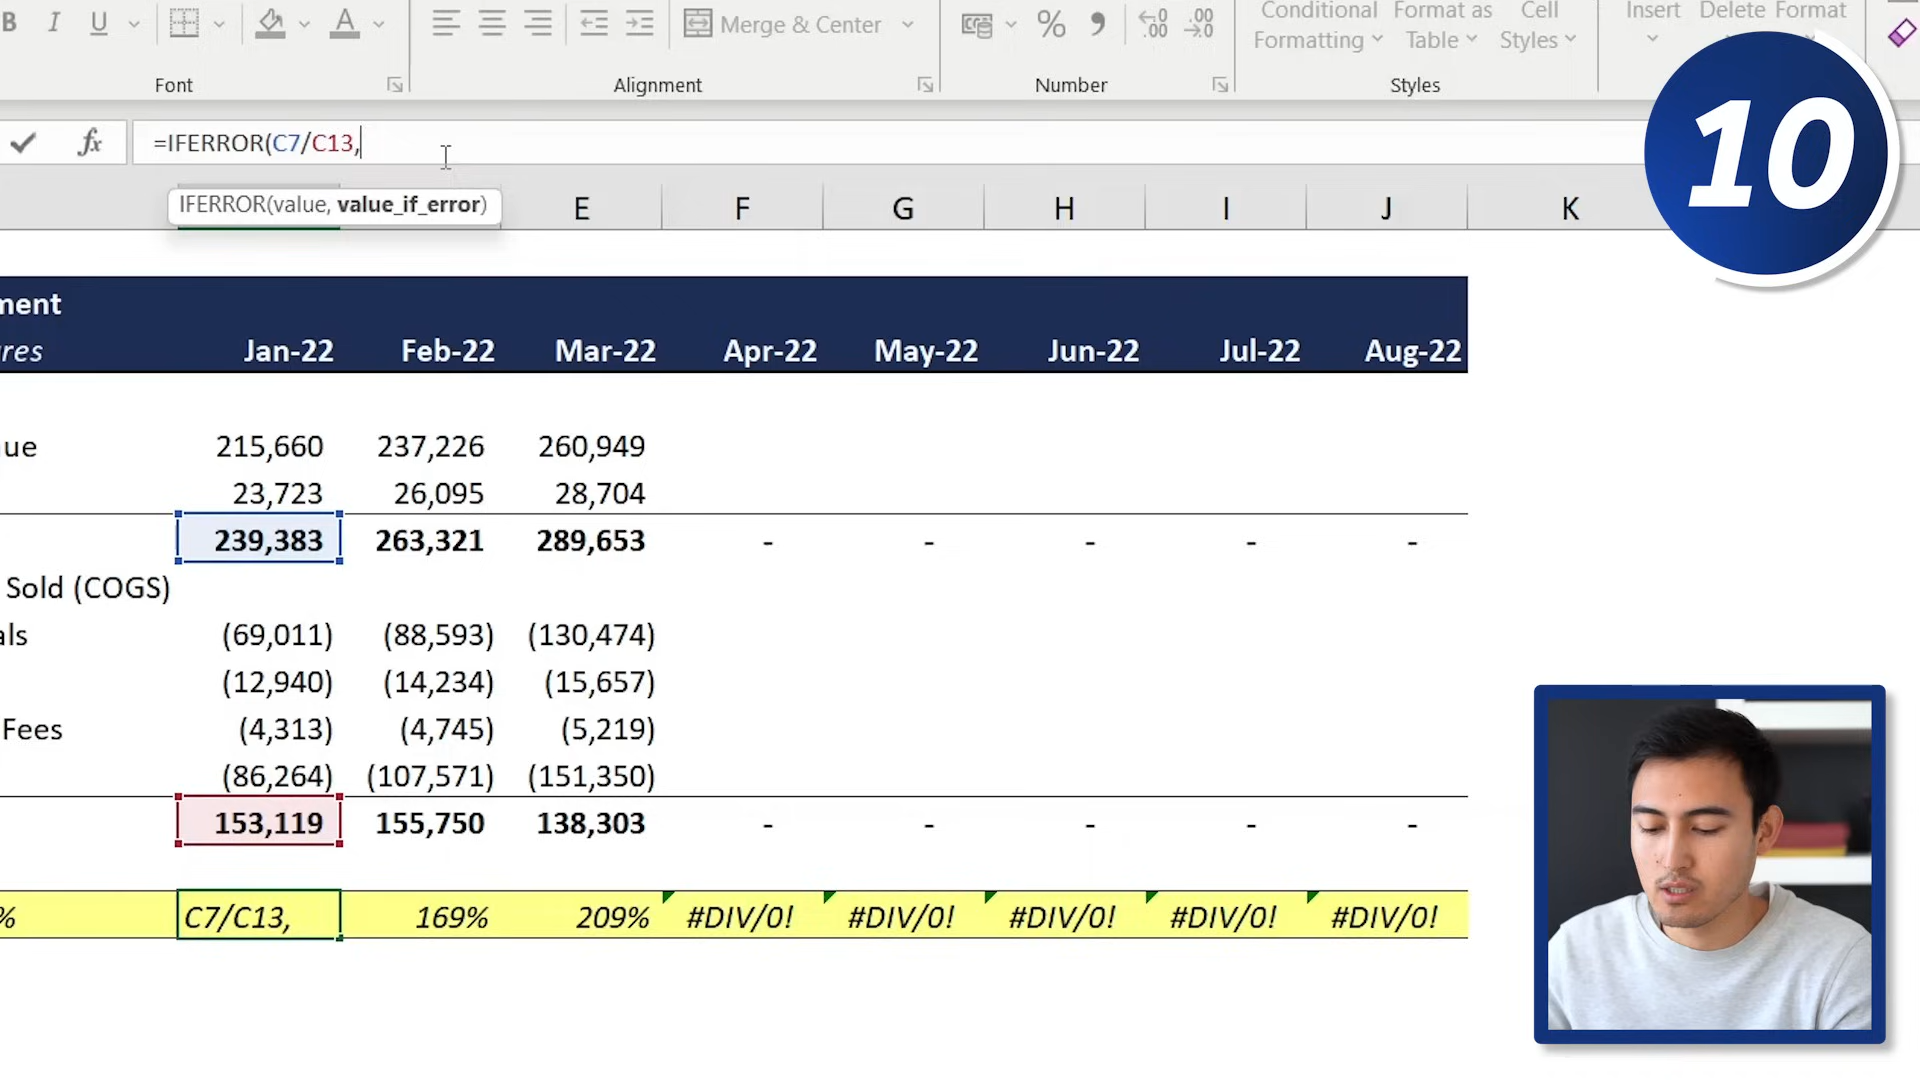 B I U
A
Merge & Center
%
Conditional Formatting
Format as Table
Cell Styles
Insert Delete Format
Font Alignment Number Styles
10
fx =IFERROR(C7/C13,
IFERROR(value, value_if_error)
E F G H I J K
ment
res Jan-22 Feb-22 Mar-22 Apr-22 May-22 Jun-22 Jul-22 Aug-22
ue 215,660 237,226 260,949
23,723 26,095 28,704
239,383 263,321 289,653 - - - - -
Sold (COGS)
als (69,011) (88,593) (130,474)
(12,940) (14,234) (15,657)
Fees (4,313) (4,745) (5,219)
(86,264) (107,571) (151,350)
153,119 155,750 138,303 - - - - -
% C7/C13, 169% 209% #DIV/0! #DIV/0! #DIV/0! #DIV/0! #DIV/0!